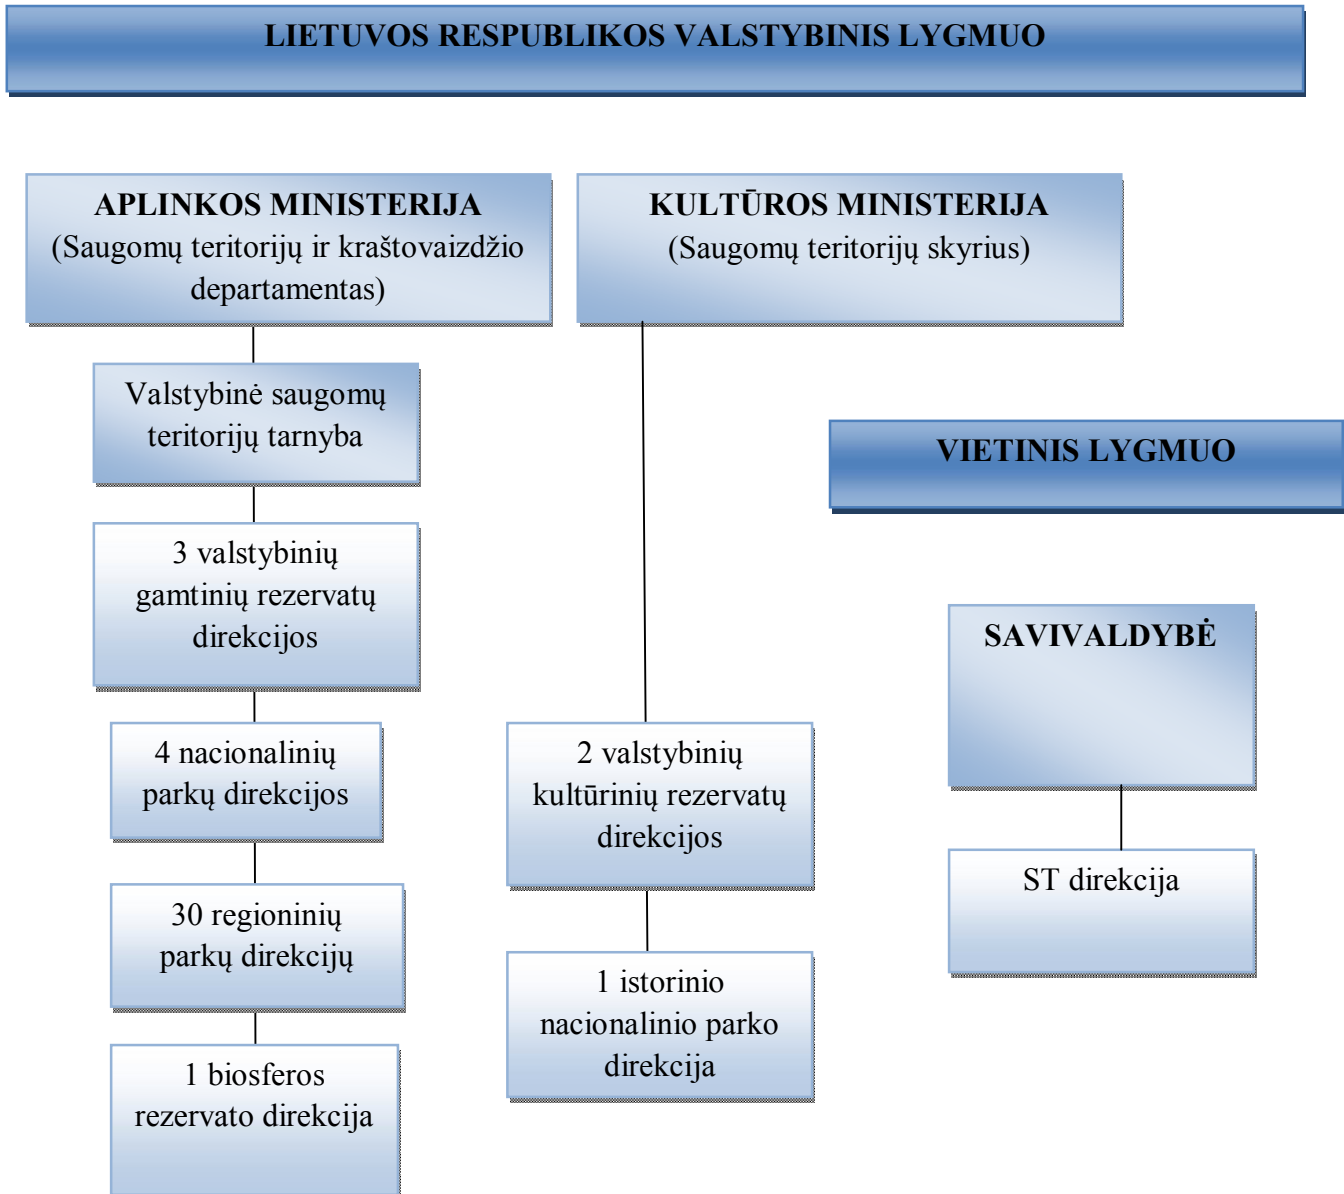 LIETUVOS RESPUBLIKOS VALSTYBINIS LYGMUO
APLINKOS MINISTERIJA
(Saugomų teritorijų ir kraštovaizdžio
departamentas)
KULTŪROS MINISTERIJA
(Saugomų teritorijų skyrius)
Valstybinė saugomų
teritorijų tarnyba
3 valstybinių
gamtinių rezervatų
direkcijos
4 nacionalinių
parkų direkcijos
30 regioninių
parkų direkcijų
1 biosferos
rezervato direkcija
2 valstybinių
kultūrinių rezervatų
direkcijos
1 istorinio
nacionalinio parko
direkcija
VIETINIS LYGMUO
SAVIVALDYBĖ
ST direkcija